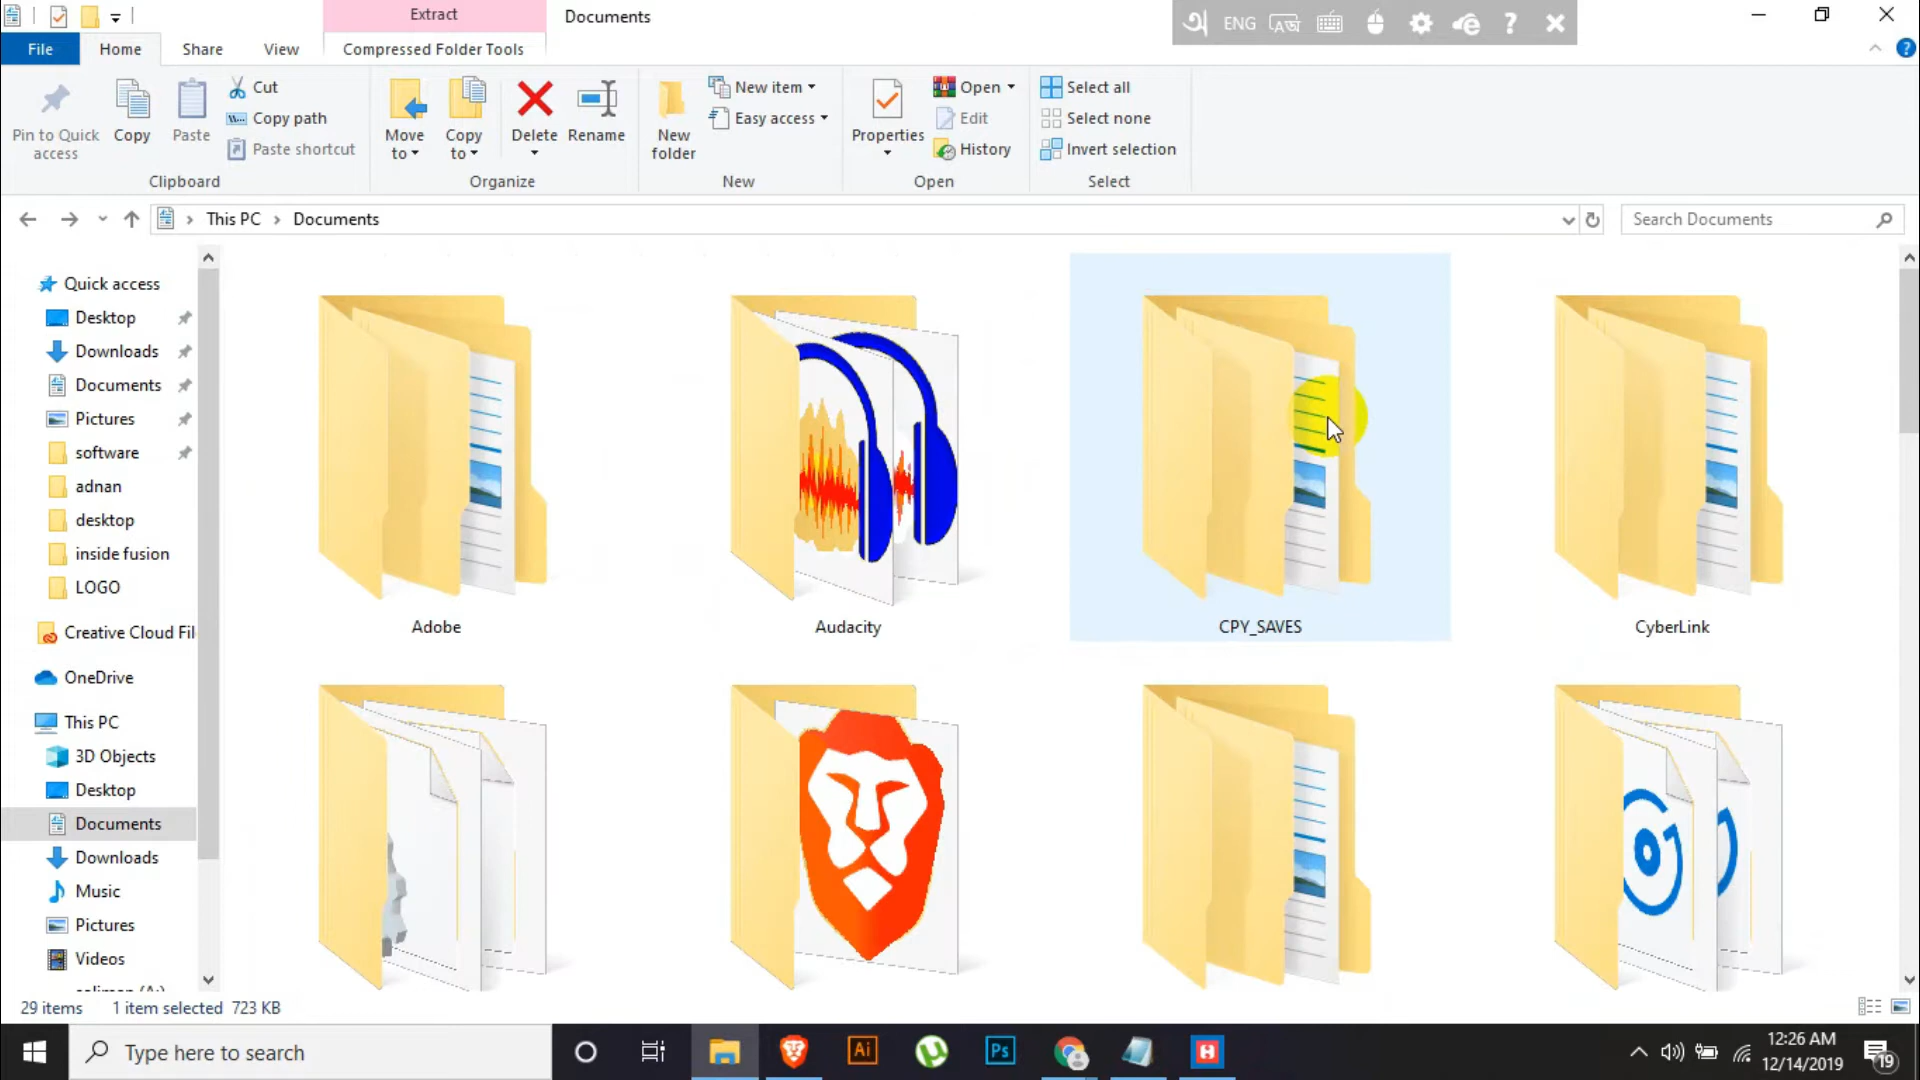 Extract
Documents
ENG
File
Home
Share
View
Compressed Folder Tools
Pin to Quick access
Copy
Paste
Cut
Copy path
Paste shortcut
Clipboard
Move to
Copy to
Delete
Rename
Organize
New folder
New item
Easy access
New
Properties
Open
Edit
History
Open
Select all
Select none
Invert selection
Select
This PC > Documents
Search Documents
Quick access
Desktop
Downloads
Documents
Pictures
software
adnan
desktop
inside fusion
LOGO
Creative Cloud Fil
OneDrive
This PC
3D Objects
Desktop
Documents
Downloads
Music
Pictures
Videos
Adobe
Audacity
CPY_SAVES
CyberLink
29 items
1 item selected 723 KB
Type here to search
Ai
Ps
12:26 AM
12/14/2019
19